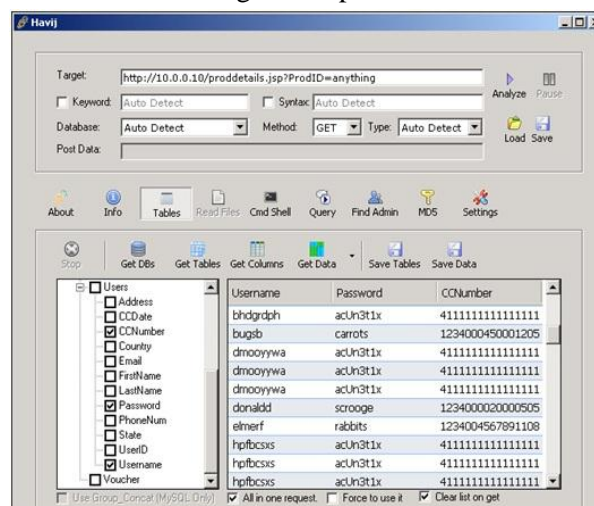 Havij
Target: http://10.0.0.10/proddetails.jsp?ProdID=anything
Analyze Pause
Keyword: Auto Detect Syntax: Auto Detect
Database: Auto Detect Method: GET Type: Auto Detect
Load Save
Post Data:
About Info Tables Read Files Cmd Shell Query Find Admin MD5 Settings
Stop Get DBs Get Tables Get Columns Get Data Save Tables Save Data
Users
Address
CCDate
CCNumber
Country
Email
FirstName
LastName
Password
PhoneNum
State
UserID
Username
Voucher
Username Password CCNumber
bhdgrdph acUn3t1x 4111111111111111
bugsb carrots 1234000450001205
dmooyywa acUn3t1x 4111111111111111
dmooyywa acUn3t1x 4111111111111111
dmooyywa acUn3t1x 4111111111111111
donaldd scrooge 1234000020000505
elmerf rabbits 1234004567891108
hpfbcsxs acUn3t1x 4111111111111111
hpfbcsxs acUn3t1x 4111111111111111
hpfbcsxs acUn3t1x 4111111111111111
Use Group_Concat (MySQL Only) All in one request. Force to use it Clear list on get